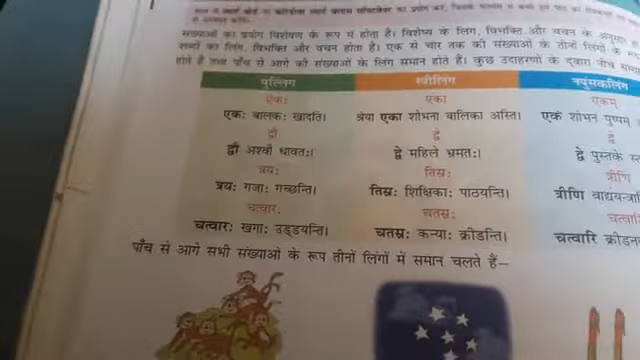 संख्याओं का प्रयोग विशेषण के रूप में होता है। विशेष्य के लिंग, विभक्ति और वचन के अनुसार
शब्दों का लिंग, विभक्ति और वचन होता है। एक से चार तक की संख्याओं के तीनों लिंगों के
होते हैं तथा पाँच से आगे की संख्याओं के लिंग समान होते हैं। कुछ उदाहरणों के द्वारा नीचे
पुल्लिंग स्त्रीलिंग नपुंसकलिंग
एकः एका एकम्
एकः बालकः खादति। श्रेया एका शोभना बालिका अस्ति। एकं शोभनं पुष्पम्
द्वौ द्वे द्वे
द्वौ अश्वौ धावतः। द्वे महिले भ्रमतः। द्वे पुस्तके
त्रयः तिस्रः त्रीणि
त्रयः गजाः गच्छन्ति। तिस्रः शिक्षिकाः पाठयन्ति। त्रीणि
चत्वारः चतस्रः
चत्वारः खगाः उड्डयन्ति। चतस्रः कन्याः क्रीडन्ति। चत्वारि
पाँच से आगे सभी संख्याओं के रूप तीनों लिंगों में समान चलते हैं–